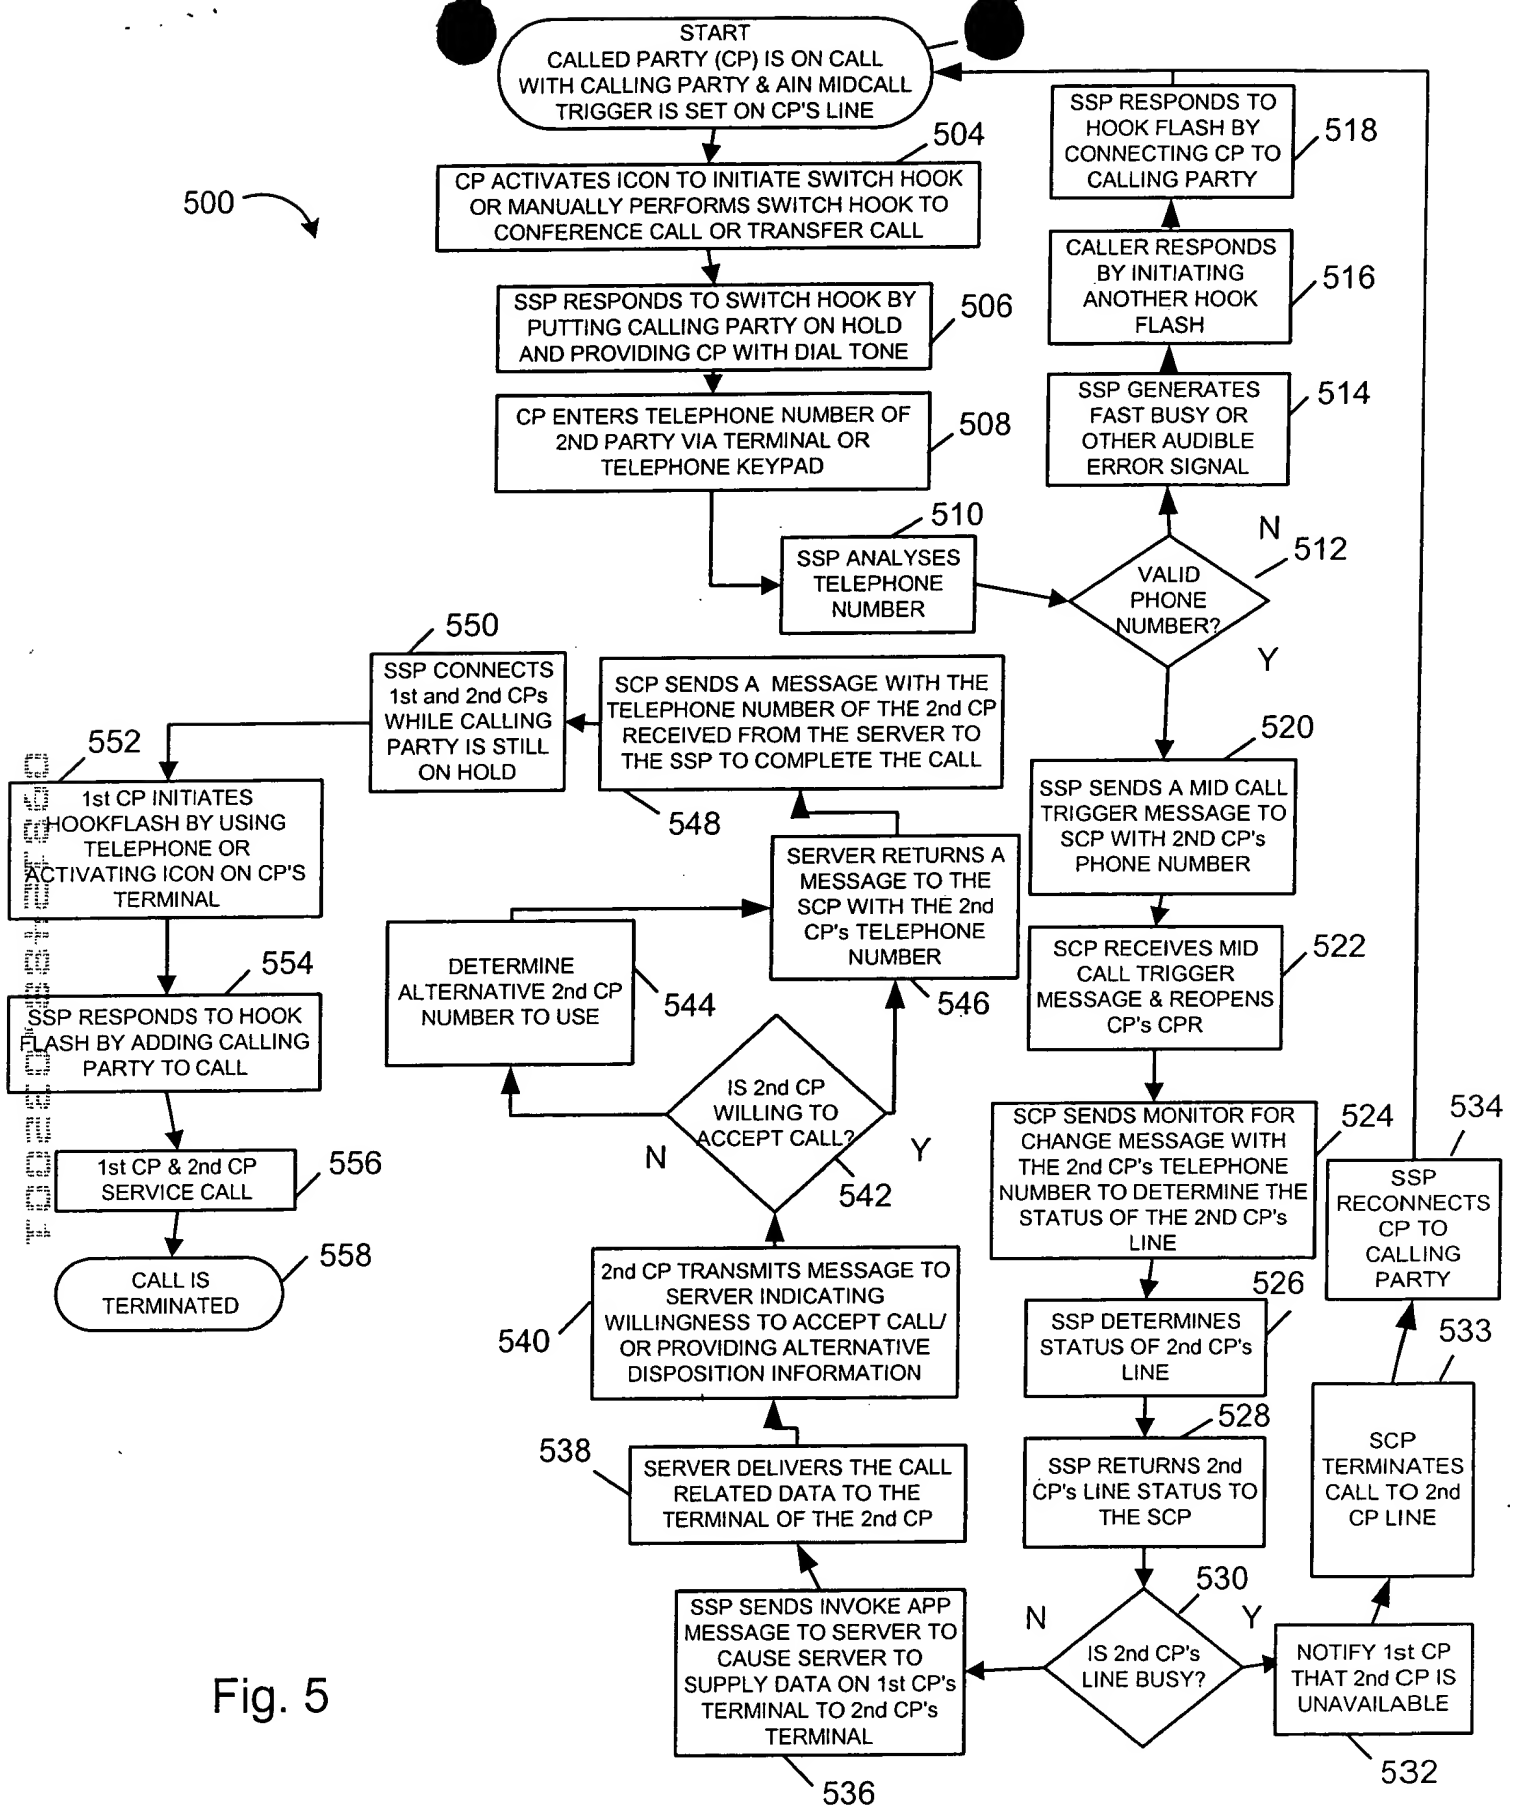 START
CALLED PARTY (CP) IS ON CALL
WITH CALLING PARTY & AIN MIDCALL
TRIGGER IS SET ON CP'S LINE
504
CP ACTIVATES ICON TO INITIATE SWITCH HOOK
OR MANUALLY PERFORMS SWITCH HOOK TO
CONFERENCE CALL OR TRANSFER CALL
500
SSP RESPONDS TO SWITCH HOOK BY
PUTTING CALLING PARTY ON HOLD
AND PROVIDING CP WITH DIAL TONE
506
CP ENTERS TELEPHONE NUMBER OF
2ND PARTY VIA TERMINAL OR
TELEPHONE KEYPAD
508
510
SSP ANALYSES
TELEPHONE
NUMBER
VALID
PHONE
NUMBER?
512
N
Y
SSP GENERATES
FAST BUSY OR
OTHER AUDIBLE
ERROR SIGNAL
514
CALLER RESPONDS
BY INITIATING
ANOTHER HOOK
FLASH
516
SSP RESPONDS TO
HOOK FLASH BY
CONNECTING CP TO
CALLING PARTY
518
520
SSP SENDS A MID CALL
TRIGGER MESSAGE TO
SCP WITH 2ND CP's
PHONE NUMBER
SCP RECEIVES MID
CALL TRIGGER
MESSAGE & REOPENS
CP's CPR
522
SCP SENDS MONITOR FOR
CHANGE MESSAGE WITH
THE 2nd CP's TELEPHONE
NUMBER TO DETERMINE THE
STATUS OF THE 2ND CP's
LINE
524
SSP DETERMINES
STATUS OF 2nd CP's
LINE
526
528
SSP RETURNS 2nd
CP's LINE STATUS TO
THE SCP
530
IS 2nd CP's
LINE BUSY?
N
Y
NOTIFY 1st CP
THAT 2nd CP IS
UNAVAILABLE
532
533
SCP
TERMINATES
CALL TO 2nd
CP LINE
534
SSP
RECONNECTS
CP TO
CALLING
PARTY
SSP SENDS INVOKE APP
MESSAGE TO SERVER TO
CAUSE SERVER TO
SUPPLY DATA ON 1st CP's
TERMINAL TO 2nd CP's
TERMINAL
536
538
SERVER DELIVERS THE CALL
RELATED DATA TO THE
TERMINAL OF THE 2nd CP
540
2nd CP TRANSMITS MESSAGE TO
SERVER INDICATING
WILLINGNESS TO ACCEPT CALL/
OR PROVIDING ALTERNATIVE
DISPOSITION INFORMATION
IS 2nd CP
WILLING TO
ACCEPT CALL?
542
N
Y
DETERMINE
ALTERNATIVE 2nd CP
NUMBER TO USE
544
SERVER RETURNS A
MESSAGE TO THE
SCP WITH THE 2nd
CP's TELEPHONE
NUMBER
546
SCP SENDS A MESSAGE WITH THE
TELEPHONE NUMBER OF THE 2nd CP
RECEIVED FROM THE SERVER TO
THE SSP TO COMPLETE THE CALL
548
550
SSP CONNECTS
1st and 2nd CPs
WHILE CALLING
PARTY IS STILL
ON HOLD
552
1st CP INITIATES
HOOKFLASH BY USING
TELEPHONE OR
ACTIVATING ICON ON CP'S
TERMINAL
554
SSP RESPONDS TO HOOK
FLASH BY ADDING CALLING
PARTY TO CALL
1st CP & 2nd CP
SERVICE CALL
556
CALL IS
TERMINATED
558
Fig. 5